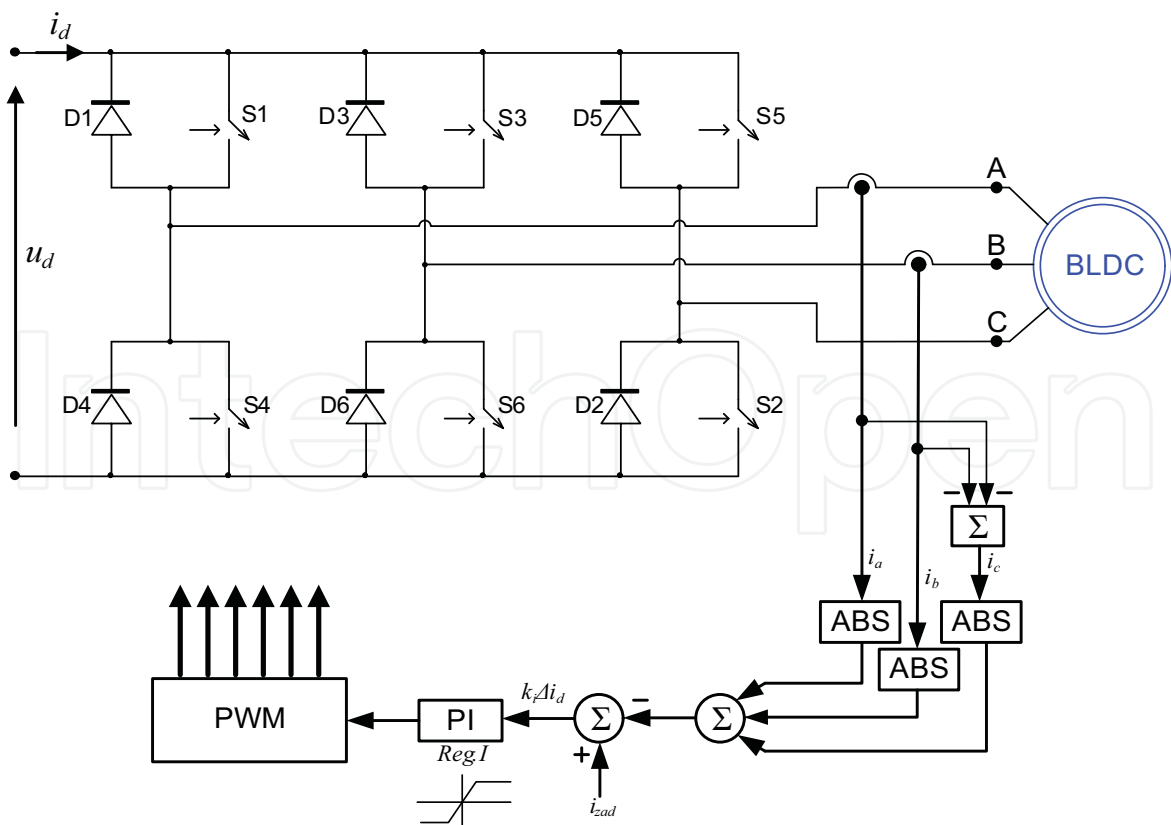 i_d
D1 S1 D3 S3 D5 S5
A
B
C
BLDC
u_d
D4 S4 D6 S6 D2 S2
IntechOpen
− −
Σ
i_a i_b i_c
ABS ABS ABS
PWM
PI
Reg.I
k_iΔi_d
Σ − Σ
+
i_zad